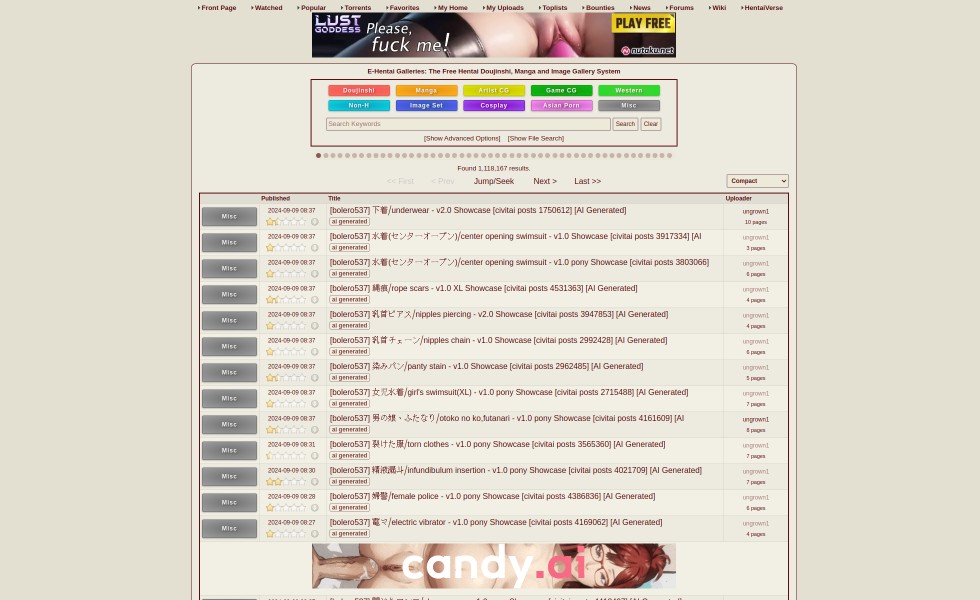 Front Page Watched Popular Torrents Favorites My Home My Uploads Toplists Bounties News Forums Wiki HentaiVerse
LUST GODDESS Please, fuck me! PLAY FREE nutaku.net
E-Hentai Galleries: The Free Hentai Doujinshi, Manga and Image Gallery System
Doujinshi Manga Artist CG Game CG Western
Non-H Image Set Cosplay Asian Porn Misc
Search Keywords Search Clear
[Show Advanced Options] [Show File Search]
Found 1,118,167 results.
<< First < Prev Jump/Seek Next > Last >> Compact
Published Title Uploader
Misc 2024-09-09 08:37 [bolero537] 下着/underwear - v2.0 Showcase [civitai posts 1750612] [AI Generated] ungrown1
ai generated 10 pages
Misc 2024-09-09 08:37 [bolero537] 水着(センターオープン)/center opening swimsuit - v1.0 Showcase [civitai posts 3917334] [AI ungrown1
ai generated 3 pages
Misc 2024-09-09 08:37 [bolero537] 水着(センターオープン)/center opening swimsuit - v1.0 pony Showcase [civitai posts 3803066] ungrown1
ai generated 6 pages
Misc 2024-09-09 08:37 [bolero537] 縄痕/rope scars - v1.0 XL Showcase [civitai posts 4531363] [AI Generated] ungrown1
ai generated 4 pages
Misc 2024-09-09 08:37 [bolero537] 乳首ピアス/nipples piercing - v2.0 Showcase [civitai posts 3947853] [AI Generated] ungrown1
ai generated 4 pages
Misc 2024-09-09 08:37 [bolero537] 乳首チェーン/nipples chain - v1.0 Showcase [civitai posts 2992428] [AI Generated] ungrown1
ai generated 6 pages
Misc 2024-09-09 08:37 [bolero537] 染みパン/panty stain - v1.0 Showcase [civitai posts 2962485] [AI Generated] ungrown1
ai generated 5 pages
Misc 2024-09-09 08:37 [bolero537] 女児水着/girl's swimsuit(XL) - v1.0 pony Showcase [civitai posts 2715488] [AI Generated] ungrown1
ai generated 7 pages
Misc 2024-09-09 08:37 [bolero537] 男の娘、ふたなり/otoko no ko,futanari - v1.0 pony Showcase [civitai posts 4161609] [AI ungrown1
ai generated 8 pages
Misc 2024-09-09 08:31 [bolero537] 裂けた服/torn clothes - v1.0 pony Showcase [civitai posts 3565360] [AI Generated] ungrown1
ai generated 7 pages
Misc 2024-09-09 08:30 [bolero537] 精液漏斗/infundibulum insertion - v1.0 pony Showcase [civitai posts 4021709] [AI Generated] ungrown1
ai generated 7 pages
Misc 2024-09-09 08:28 [bolero537] 婦警/female police - v1.0 pony Showcase [civitai posts 4386836] [AI Generated] ungrown1
ai generated 6 pages
Misc 2024-09-09 08:27 [bolero537] 電マ/electric vibrator - v1.0 pony Showcase [civitai posts 4169062] [AI Generated] ungrown1
ai generated 4 pages
candy.ai